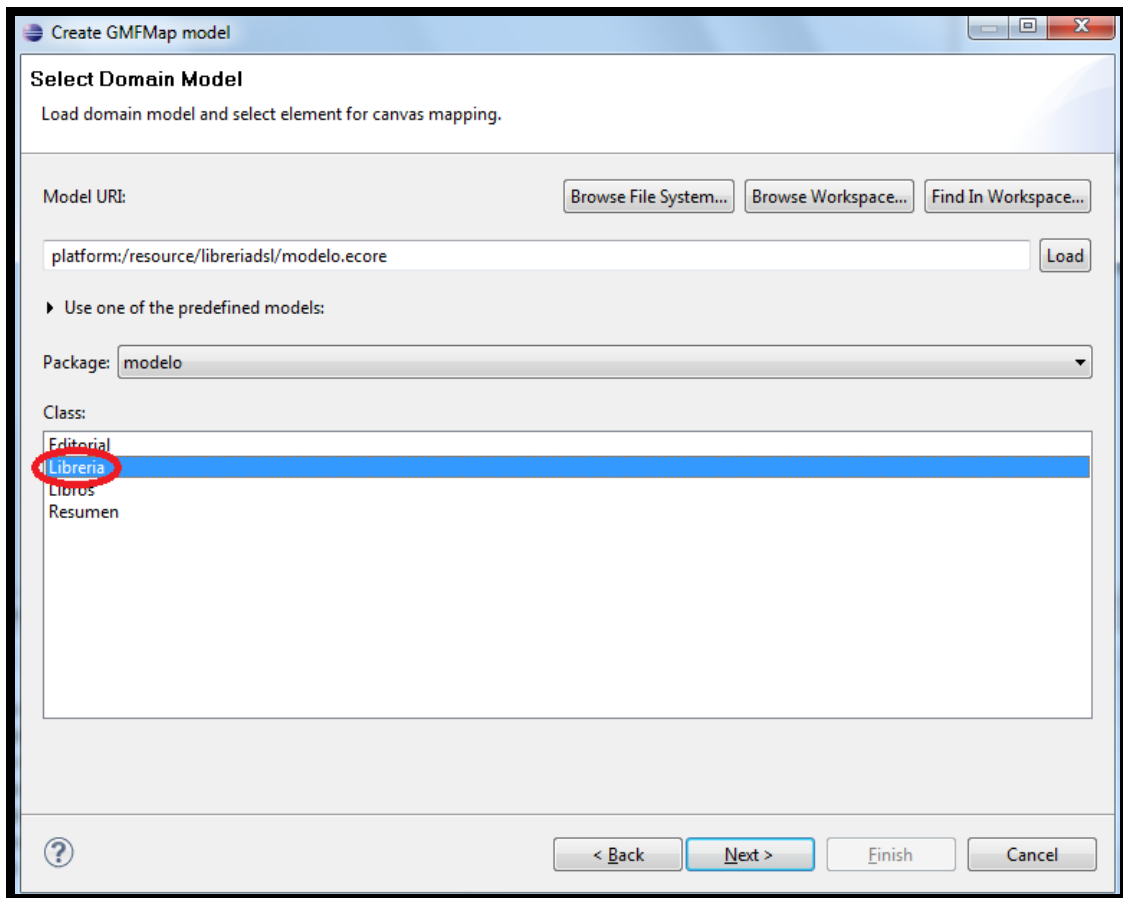 Create GMFMap model
Select Domain Model
Load domain model and select element for canvas mapping.
Model URI:
Browse File System...
Browse Workspace...
Find In Workspace...
platform:/resource/libreriadsl/modelo.ecore
Load
Use one of the predefined models:
Package:
modelo
Class:
Editorial
Libreria
Libros
Resumen
?
< Back
Next >
Finish
Cancel